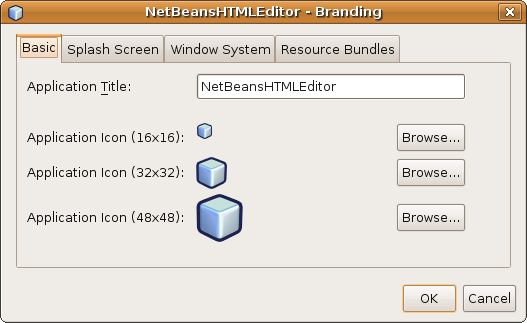 NetBeansHTMLEditor - Branding
Basic Splash Screen Window System Resource Bundles
Application Title: NetBeansHTMLEditor
Application Icon (16x16): Browse...
Application Icon (32x32): Browse...
Application Icon (48x48): Browse...
OK Cancel